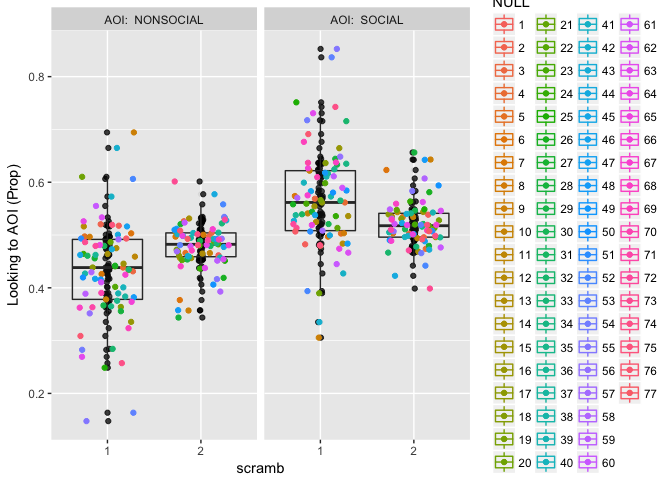 NULL
AOI: NONSOCIAL
AOI: SOCIAL
Looking to AOI (Prop)
0.8
0.6
0.4
0.2
1
2
1
2
scramb
1 21 41 61
2 22 42 62
3 23 43 63
4 24 44 64
5 25 45 65
6 26 46 66
7 27 47 67
8 28 48 68
9 29 49 69
10 30 50 70
11 31 51 71
12 32 52 72
13 33 53 73
14 34 54 74
15 35 55 75
16 36 56 76
17 37 57 77
18 38 58
19 39 59
20 40 60